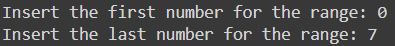 Insert the first number for the range: 0
Insert the last number for the range: 7